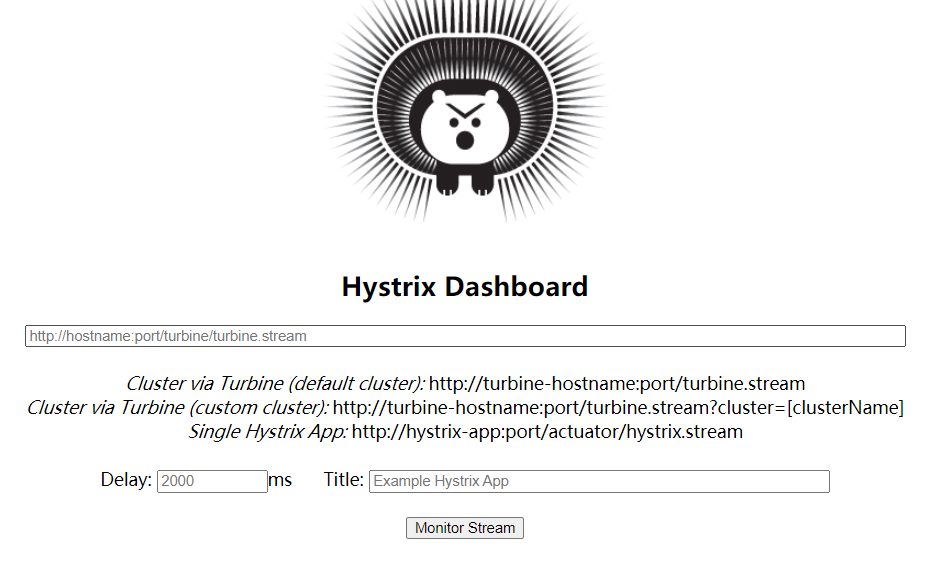 Hystrix Dashboard
http://hostname:port/turbine/turbine.stream
Cluster via Turbine (default cluster): http://turbine-hostname:port/turbine.stream
Cluster via Turbine (custom cluster): http://turbine-hostname:port/turbine.stream?cluster=[clusterName]
Single Hystrix App: http://hystrix-app:port/actuator/hystrix.stream
Delay: 2000 ms Title: Example Hystrix App
Monitor Stream